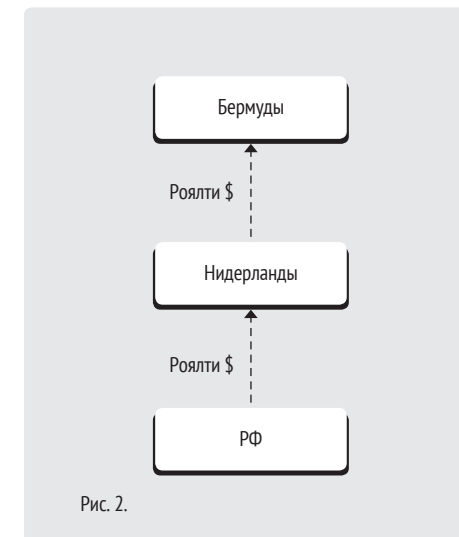 Бермуды
Роялти $
Нидерланды
Роялти $
РФ
Рис. 2.